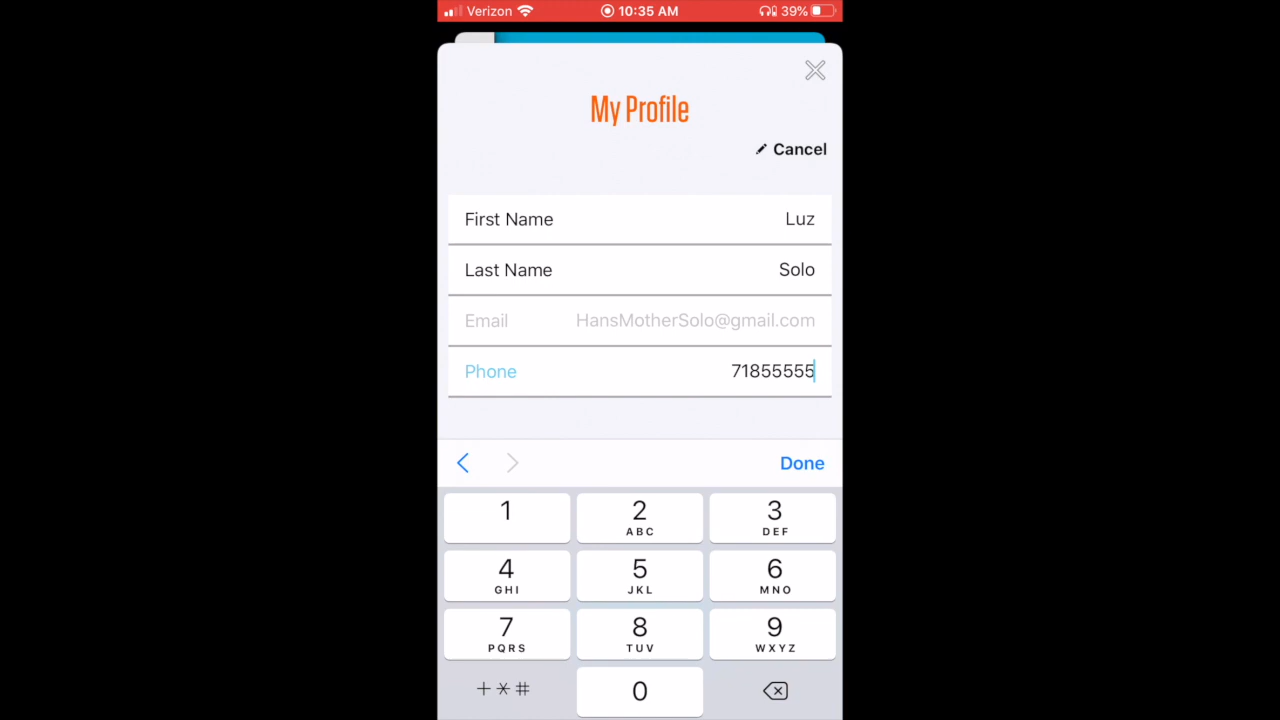 Verizon 10:35 AM 39%
My Profile
Cancel
First Name Luz
Last Name Solo
Email HansMotherSolo@gmail.com
Phone 71855555
Done
1 2 3
ABC DEF
4 5 6
GHI JKL MNO
7 8 9
PQRS TUV WXYZ
+*# 0